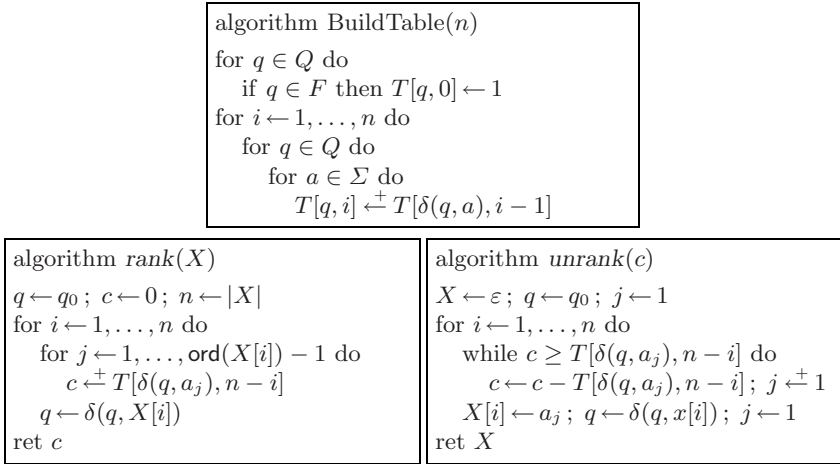 algorithm BuildTable(n)
for q ∈ Q do
if q ∈ F then T[q, 0] ← 1
for i ← 1, . . . , n do
for q ∈ Q do
for a ∈ Σ do
T[q, i] ←⁺ T[δ(q, a), i − 1]
algorithm rank(X)
q ← q₀ ; c ← 0 ; n ← |X|
for i ← 1, . . . , n do
for j ← 1, . . . , ord(X[i]) − 1 do
c ←⁺ T[δ(q, aⱼ), n − i]
q ← δ(q, X[i])
ret c
algorithm unrank(c)
X ← ε ; q ← q₀ ; j ← 1
for i ← 1, . . . , n do
while c ≥ T[δ(q, aⱼ), n − i] do
c ← c − T[δ(q, aⱼ), n − i] ; j ←⁺ 1
X[i] ← aⱼ ; q ← δ(q, x[i]) ; j ← 1
ret X